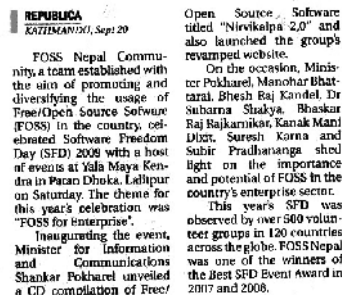 REPUBLICA
KATHMANDU, Sept 20
FOSS Nepal Commu-
nity, a team established with
the aim of promoting and
diversifying the usage of
Free/Open Source Sofware
(FOSS) in the country, cel-
ebrated Software Freedom
Day (SFD) 2009 with a host
of events at Yala Maya Ken-
dra in Patan Dhoka, Lalitpur
on Saturday. The theme for
this year's celebration was
"FOSS for Enterprise".
Inaugurating the event,
Minister for Information
and Communications
Shankar Pokharel unveiled
a CD compilation of Free/
Open Source Software
titled "Nirvikalpa 2.0" and
also launched the group's
revamped website.
On the occasion, Minis-
ter Pokharel, Manohar Bhat-
tarai, Bhesh Raj Kandel, Dr
Subarna Shakya, Bhaskar
Raj Rajkarnikar, Kanak Mani
Dixit, Suresh Karna and
Subir Pradhananga shed
light on the importance
and potential of FOSS in the
country's enterprise sector.
This year's SFD was
observed by over 500 volun-
teer groups in 120 countries
across the globe. FOSS Nepal
was one of the winners of
the Best SFD Event Award in
2007 and 2008.